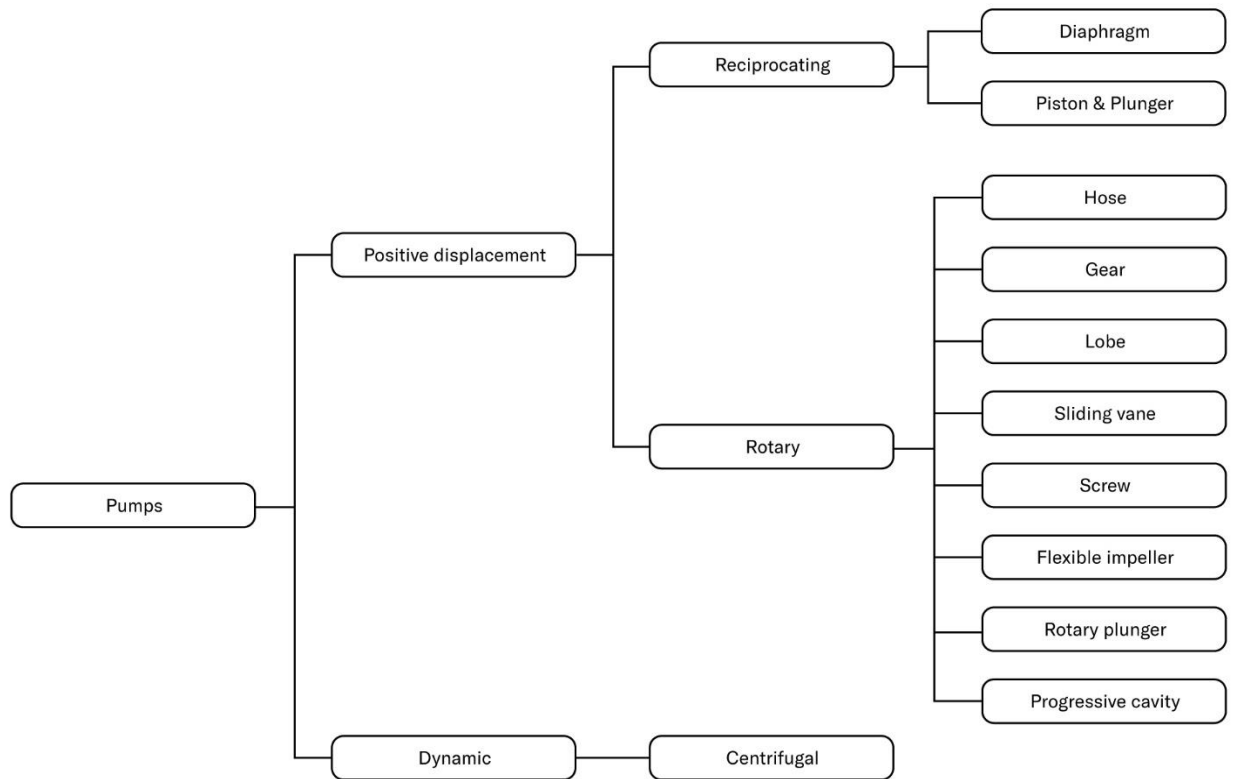 Diaphragm
Reciprocating
Piston & Plunger
Hose
Positive displacement
Gear
Lobe
Sliding vane
Rotary
Screw
Pumps
Flexible impeller
Rotary plunger
Progressive cavity
Dynamic
Centrifugal